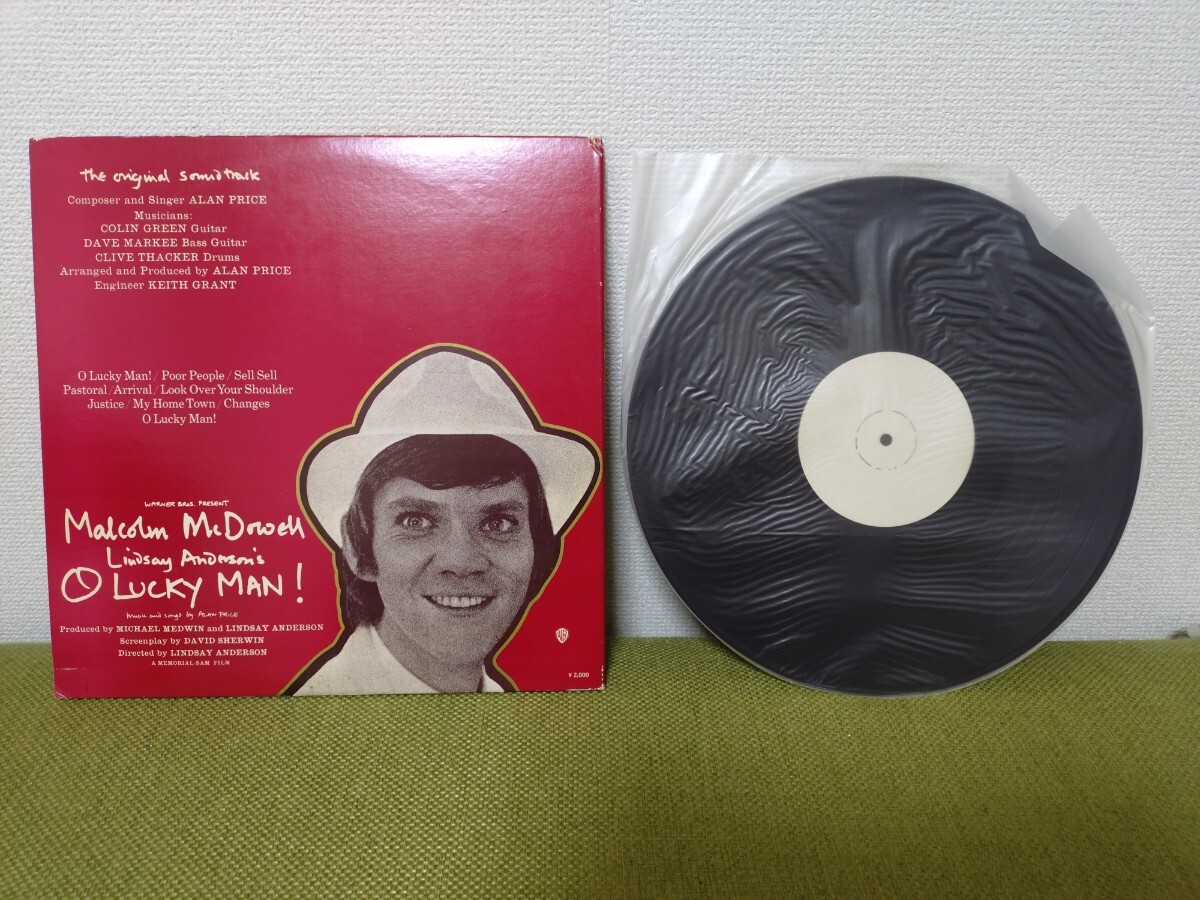 the original soundtrack
Composer and Singer ALAN PRICE
Musicians:
COLIN GREEN Guitar
DAVE MARKEE Bass Guitar
CLIVE THACKER Drums
Arranged and Produced by ALAN PRICE
Engineer KEITH GRANT
O Lucky Man! / Poor People / Sell Sell
Pastoral / Arrival / Look Over Your Shoulder
Justice / My Home Town / Changes
O Lucky Man!
WARNER BROS. PRESENT
Malcolm McDowell
Lindsay Anderson's
O LUCKY MAN!
Music and songs by ALAN PRICE
Produced by MICHAEL MEDWIN and LINDSAY ANDERSON
Screenplay by DAVID SHERWIN
Directed by LINDSAY ANDERSON
A MEMORIAL·SAM FILM
WB
¥ 2,000